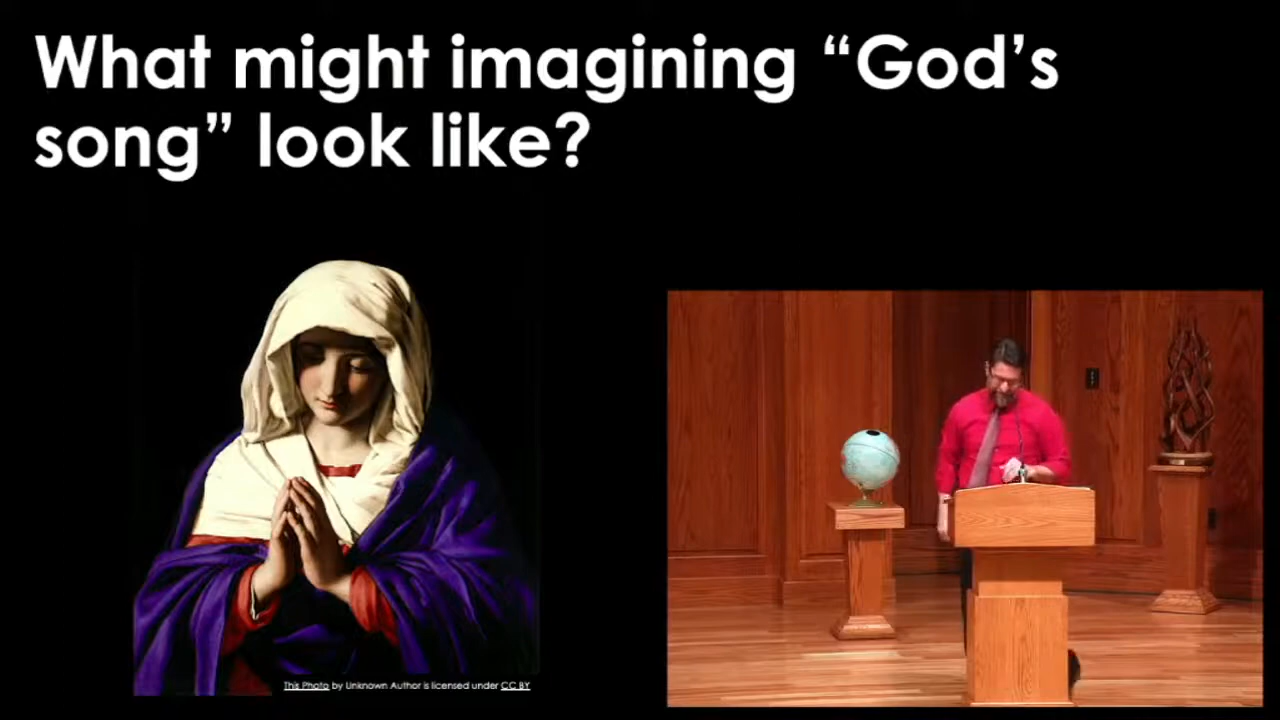 What might imagining “God’s
song” look like?
This Photo by Unknown Author is licensed under CC BY